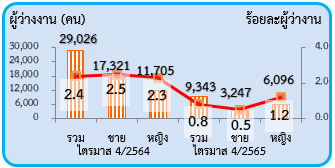 ผู้ว่างงาน (คน) ร้อยละผู้ว่างาน
30,000 4.0
29,026
24,000
17,321 11,705
18,000
9,343 3,247 6,096
12,000 2.0
2.4 2.5 2.3
6,000
0.8 0.5 1.2
0 0.0
รวม ชาย หญิง รวม ชาย หญิง
ไตรมาส 4/2564 ไตรมาส 4/2565